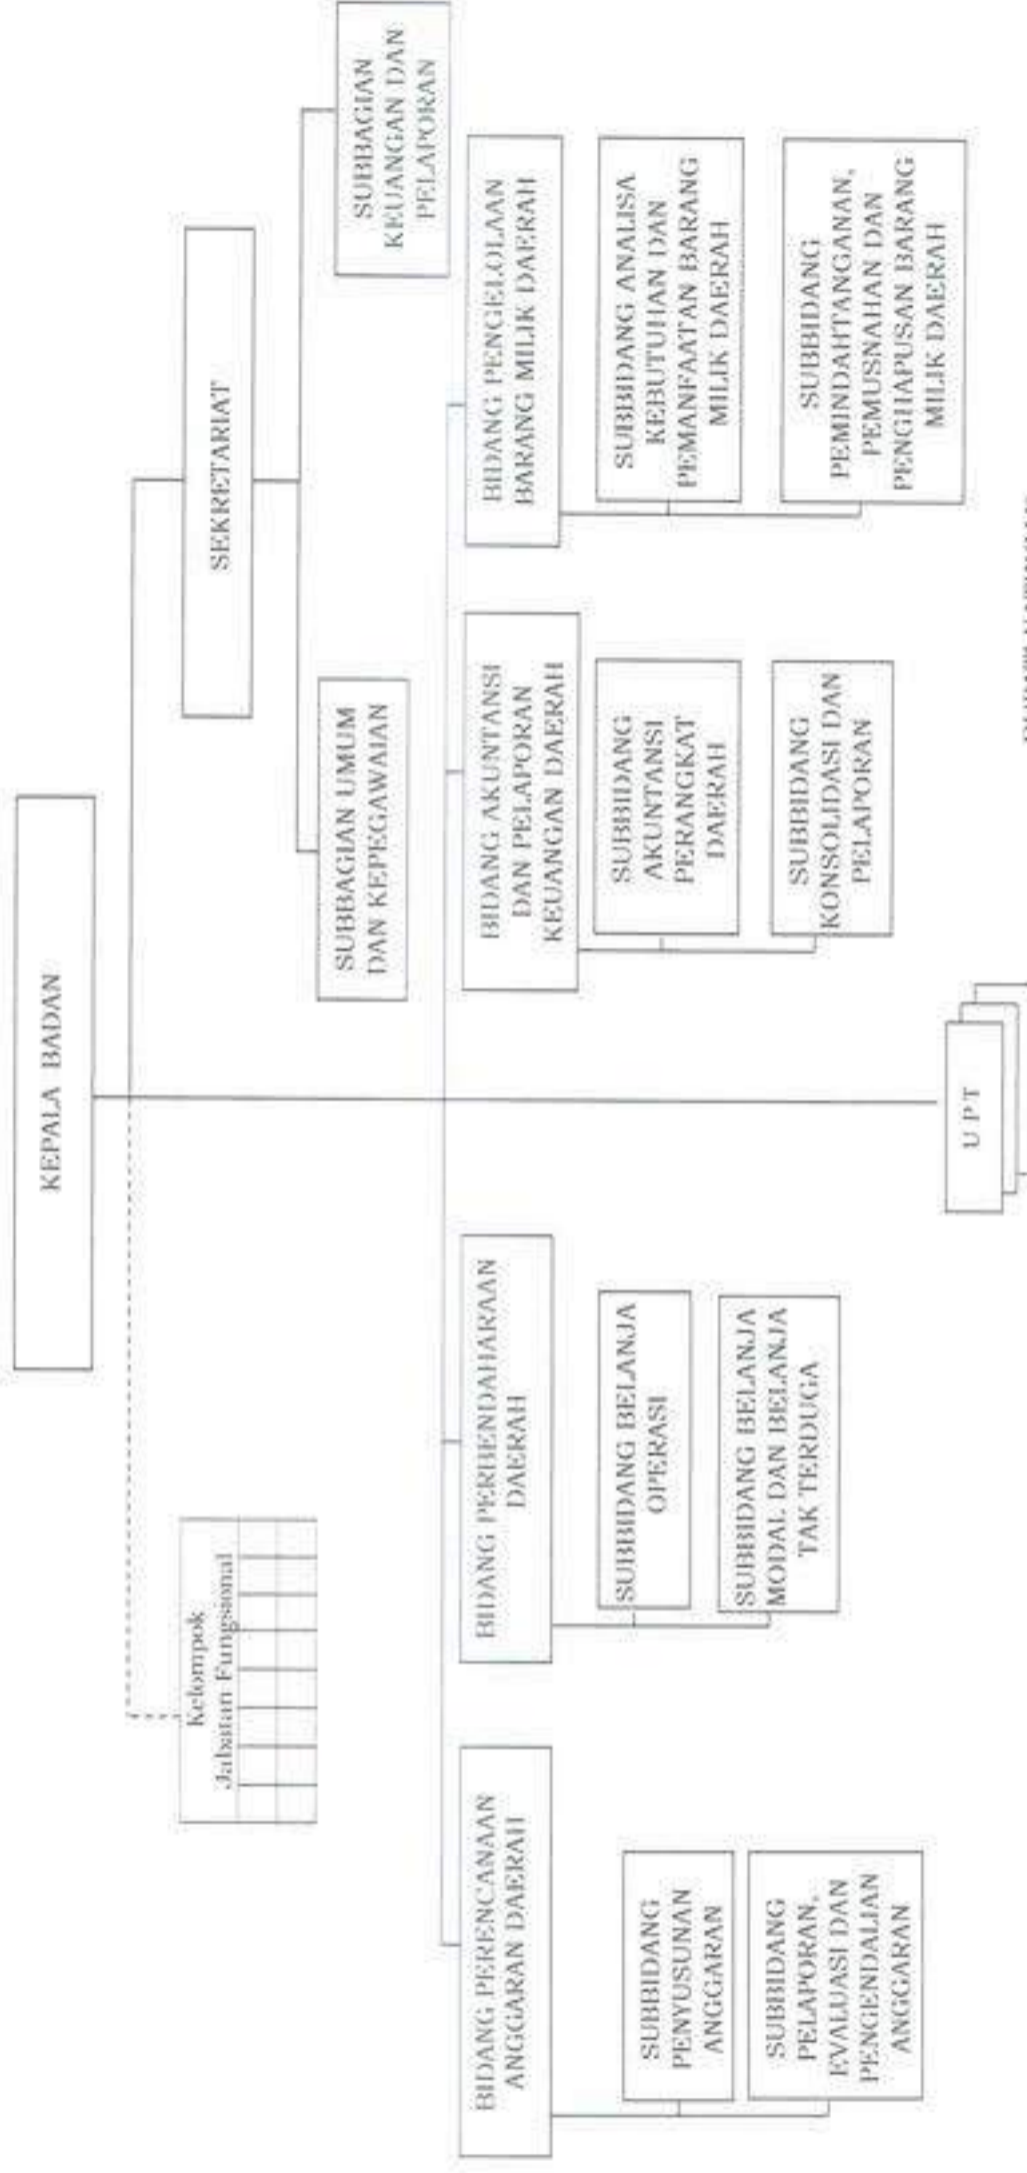 KEPALA BADAN
Kelompok
Jabatan Fungsional
SEKRETARIAT
SUBBAGIAN UMUM
DAN KEPEGAWAIAN
SUBBAGIAN
KEUANGAN DAN
PELAPORAN
BIDANG PERENCANAAN
ANGGARAN DAERAH
SUBBIDANG
PENYUSUNAN
ANGGARAN
SUBBIDANG
PELAPORAN,
EVALUASI DAN
PENGENDALIAN
ANGGARAN
BIDANG PERBENDAHARAAN
DAERAH
SUBBIDANG BELANJA
OPERASI
SUBBIDANG BELANJA
MODAL DAN BELANJA
TAK TERDUGA
BIDANG AKUNTANSI
DAN PELAPORAN
KEUANGAN DAERAH
SUBBIDANG
AKUNTANSI
PERANGKAT
DAERAH
SUBBIDANG
KONSOLIDASI DAN
PELAPORAN
BIDANG PENGELOLAAN
BARANG MILIK DAERAH
SUBBIDANG ANALISA
KEBUTUHAN DAN
PEMANFAATAN BARANG
MILIK DAERAH
SUBBIDANG
PEMINDAHTANGANAN,
PEMUSNAHAN DAN
PENGHAPUSAN BARANG
MILIK DAERAH
U P T